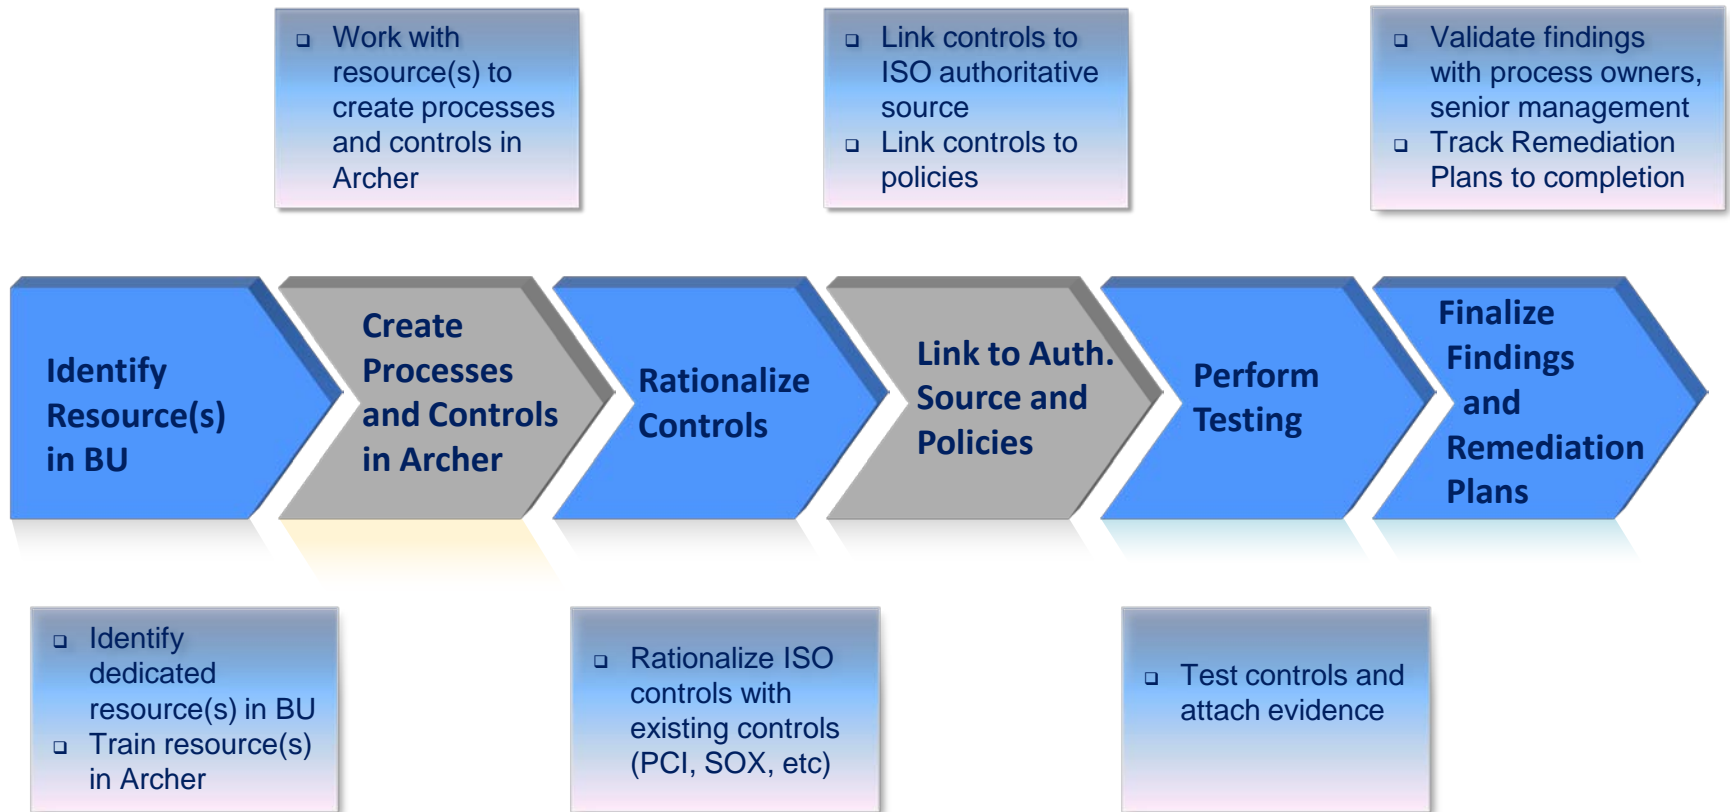 Work with
resource(s) to
create processes
and controls in
Archer
Link controls to
ISO authoritative
source
Link controls to
policies
Validate findings
with process owners,
senior management
Track Remediation
Plans to completion
Identify
Resource(s)
in BU
Create
Processes
and Controls
in Archer
Rationalize
Controls
Link to Auth.
Source and
Policies
Perform
Testing
Finalize
Findings
and
Remediation
Plans
Identify
dedicated
resource(s) in BU
Train resource(s)
in Archer
Rationalize ISO
controls with
existing controls
(PCI, SOX, etc)
Test controls and
attach evidence